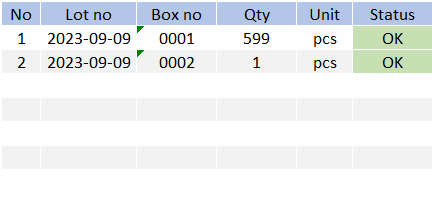 No Lot no Box no Qty Unit Status
1 2023-09-09 0001 599 pcs OK
2 2023-09-09 0002 1 pcs OK